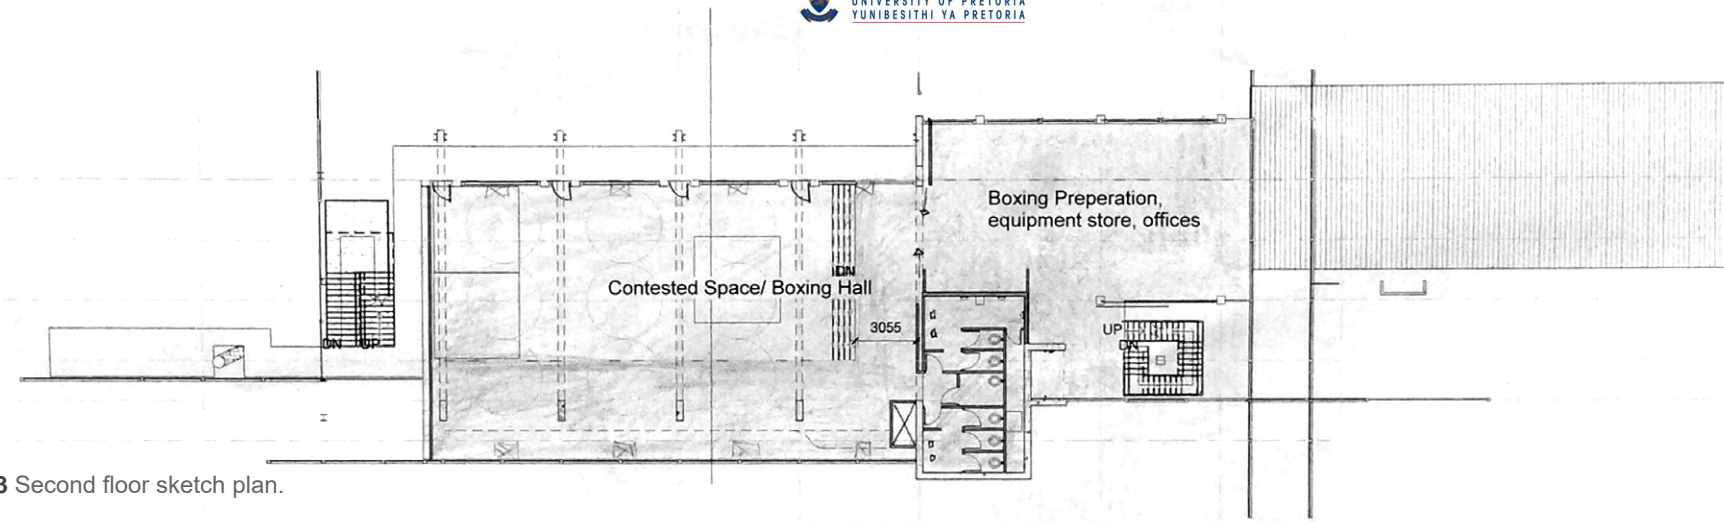 UNIVERSITY OF PRETORIA
YUNIBESITHI YA PRETORIA
Boxing Preperation,
equipment store, offices
DN
Contested Space/ Boxing Hall
3055
UP
DN
DN UP
3 Second floor sketch plan.